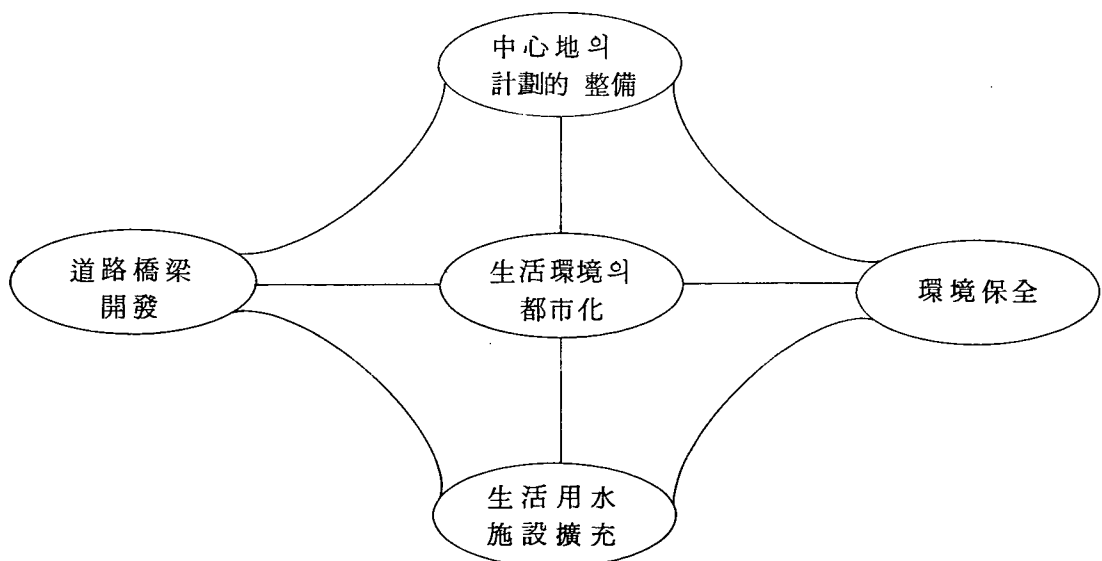 中心地의
計劃的 整備
道路橋梁
開發
生活環境의
都市化
環境保全
生活用水
施設擴充